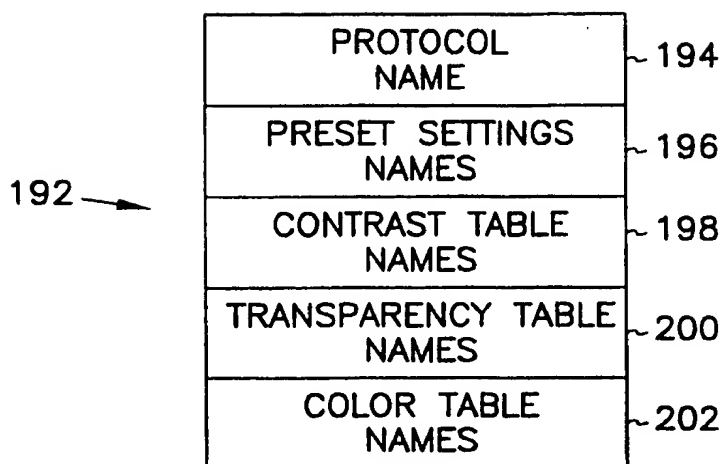 PROTOCOL
NAME
194
PRESET SETTINGS
NAMES
196
192
CONTRAST TABLE
NAMES
198
TRANSPARENCY TABLE
NAMES
200
COLOR TABLE
NAMES
202